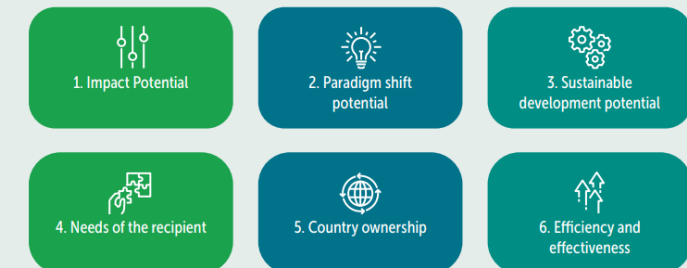 1. Impact Potential
2. Paradigm shift
potential
3. Sustainable
development potential
4. Needs of the recipient
5. Country ownership
6. Efficiency and
effectiveness